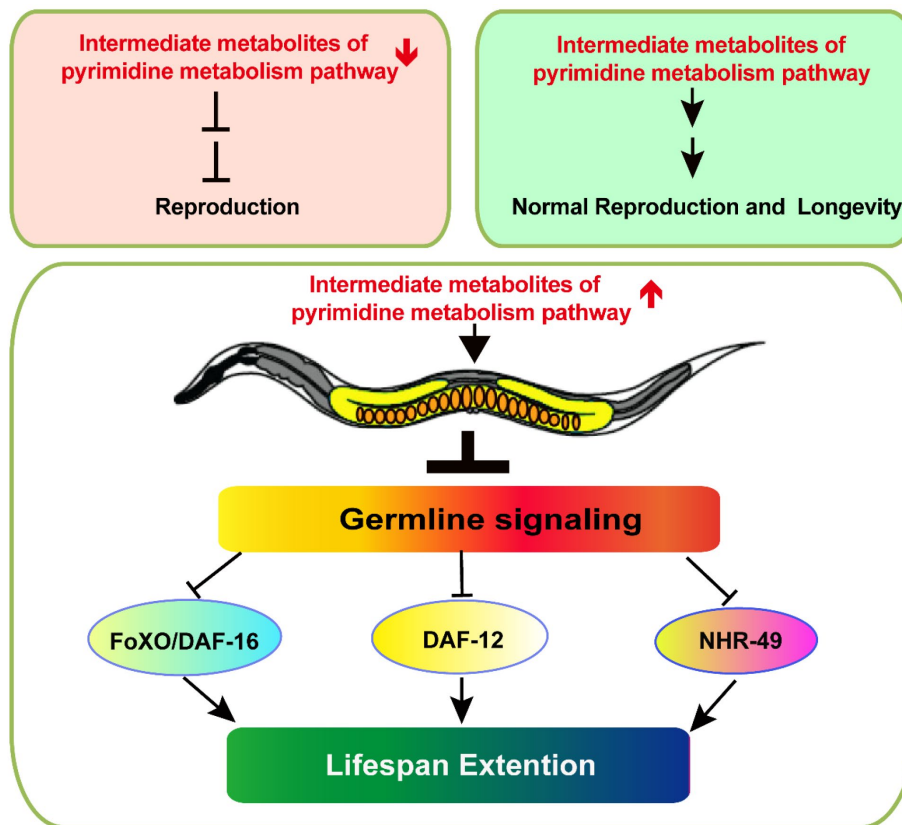 Intermediate metabolites of
pyrimidine metabolism pathway
Reproduction
Intermediate metabolites of
pyrimidine metabolism pathway
Normal Reproduction and Longevity
Intermediate metabolites of
pyrimidine metabolism pathway
Germline signaling
FoXO/DAF-16
DAF-12
NHR-49
Lifespan Extention